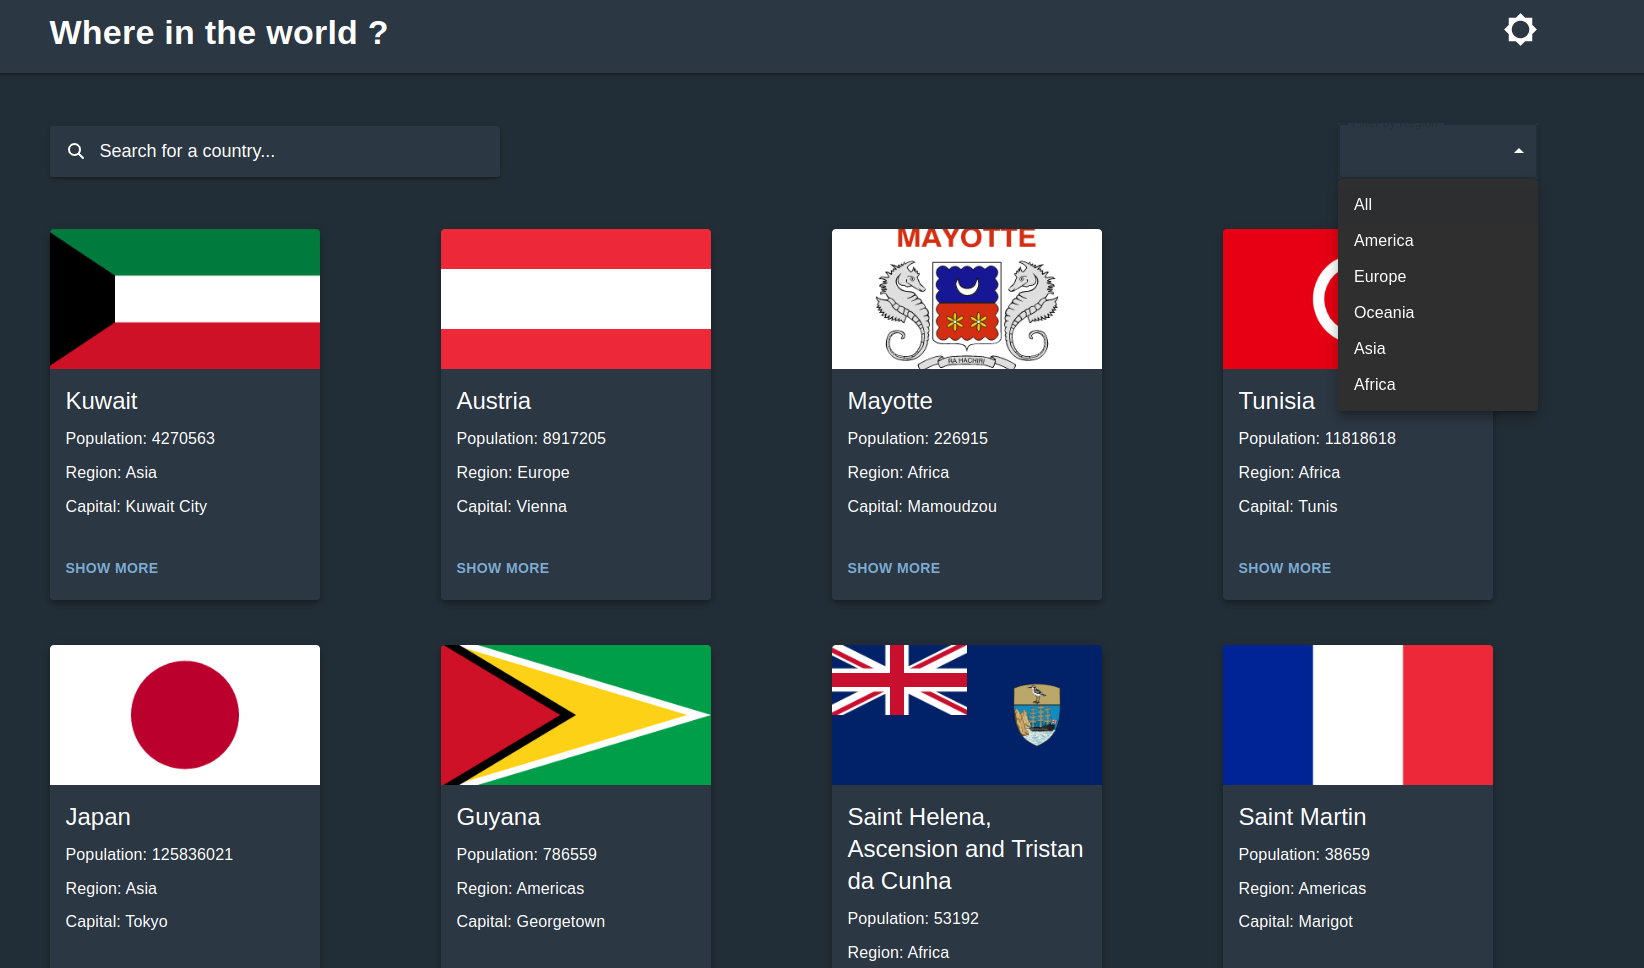 Where in the world ?
Search for a country...
All
America
Europe
Oceania
Asia
Africa
MAYOTTE
RA HACHIRI
Kuwait
Population: 4270563
Region: Asia
Capital: Kuwait City
SHOW MORE
Austria
Population: 8917205
Region: Europe
Capital: Vienna
SHOW MORE
Mayotte
Population: 226915
Region: Africa
Capital: Mamoudzou
SHOW MORE
Tunisia
Population: 11818618
Region: Africa
Capital: Tunis
SHOW MORE
Japan
Population: 125836021
Region: Asia
Capital: Tokyo
Guyana
Population: 786559
Region: Americas
Capital: Georgetown
Saint Helena,
Ascension and Tristan
da Cunha
Population: 53192
Region: Africa
Saint Martin
Population: 38659
Region: Americas
Capital: Marigot